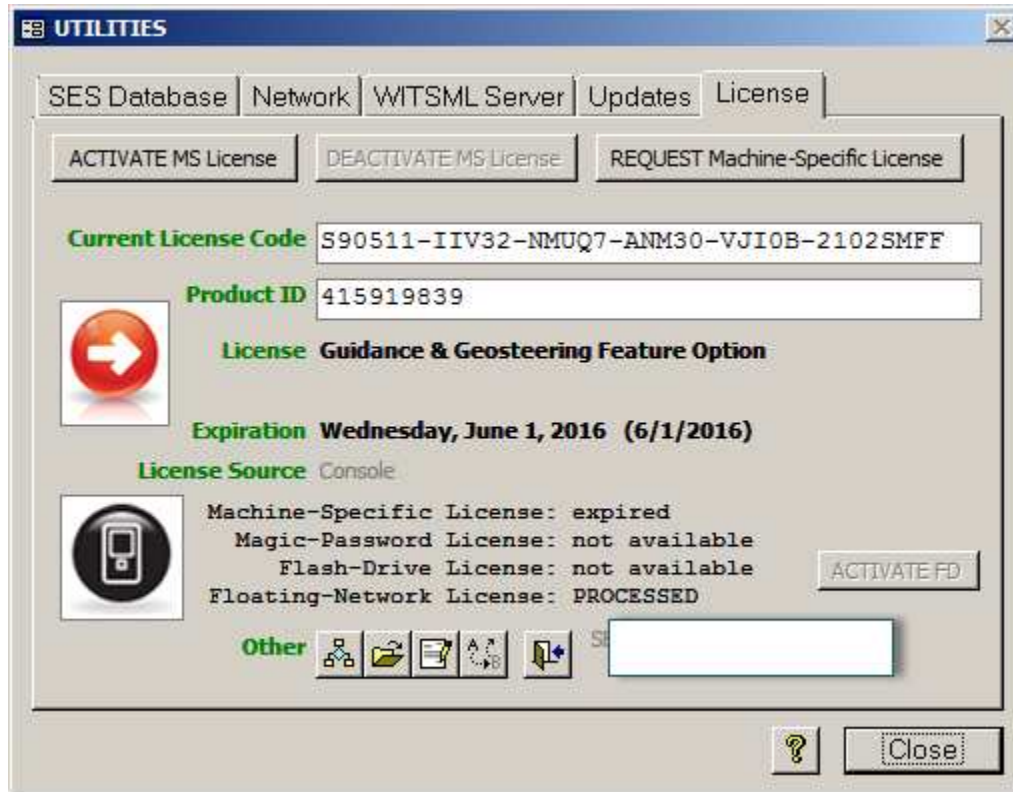 UTILITIES
SES Database Network WITSML Server Updates License
ACTIVATE MS License DEACTIVATE MS License REQUEST Machine-Specific License
Current License Code S90511-IIV32-NMUQ7-ANM30-VJI0B-2102SMFF
Product ID 415919839
License Guidance & Geosteering Feature Option
Expiration Wednesday, June 1, 2016 (6/1/2016)
License Source Console
Machine-Specific License: expired
Magic-Password License: not available
Flash-Drive License: not available
ACTIVATE FD
Floating-Network License: PROCESSED
Other
? Close